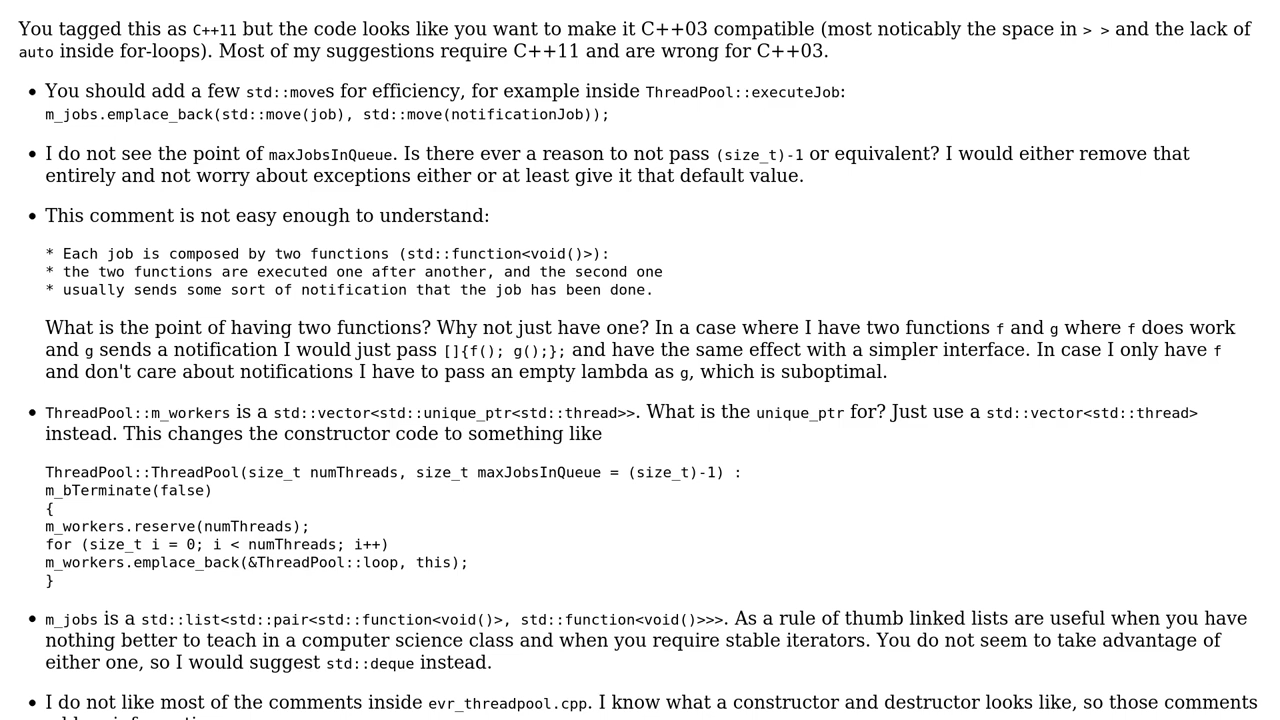 You tagged this as C++11 but the code looks like you want to make it C++03 compatible (most noticably the space in > > and the lack of
auto inside for-loops). Most of my suggestions require C++11 and are wrong for C++03.
• You should add a few std::moves for efficiency, for example inside ThreadPool::executeJob:
m_jobs.emplace_back(std::move(job), std::move(notificationJob));
• I do not see the point of maxJobsInQueue. Is there ever a reason to not pass (size_t)-1 or equivalent? I would either remove that
entirely and not worry about exceptions either or at least give it that default value.
• This comment is not easy enough to understand:
* Each job is composed by two functions (std::function<void()>):
* the two functions are executed one after another, and the second one
* usually sends some sort of notification that the job has been done.
What is the point of having two functions? Why not just have one? In a case where I have two functions f and g where f does work
and g sends a notification I would just pass []{f(); g();}; and have the same effect with a simpler interface. In case I only have f
and don't care about notifications I have to pass an empty lambda as g, which is suboptimal.
• ThreadPool::m_workers is a std::vector<std::unique_ptr<std::thread>>. What is the unique_ptr for? Just use a std::vector<std::thread>
instead. This changes the constructor code to something like
ThreadPool::ThreadPool(size_t numThreads, size_t maxJobsInQueue = (size_t)-1) :
m_bTerminate(false)
{
m_workers.reserve(numThreads);
for (size_t i = 0; i < numThreads; i++)
m_workers.emplace_back(&ThreadPool::loop, this);
}
• m_jobs is a std::list<std::pair<std::function<void()>, std::function<void()>>>. As a rule of thumb linked lists are useful when you have
nothing better to teach in a computer science class and when you require stable iterators. You do not seem to take advantage of
either one, so I would suggest std::deque instead.
• I do not like most of the comments inside evr_threadpool.cpp. I know what a constructor and destructor looks like, so those comments